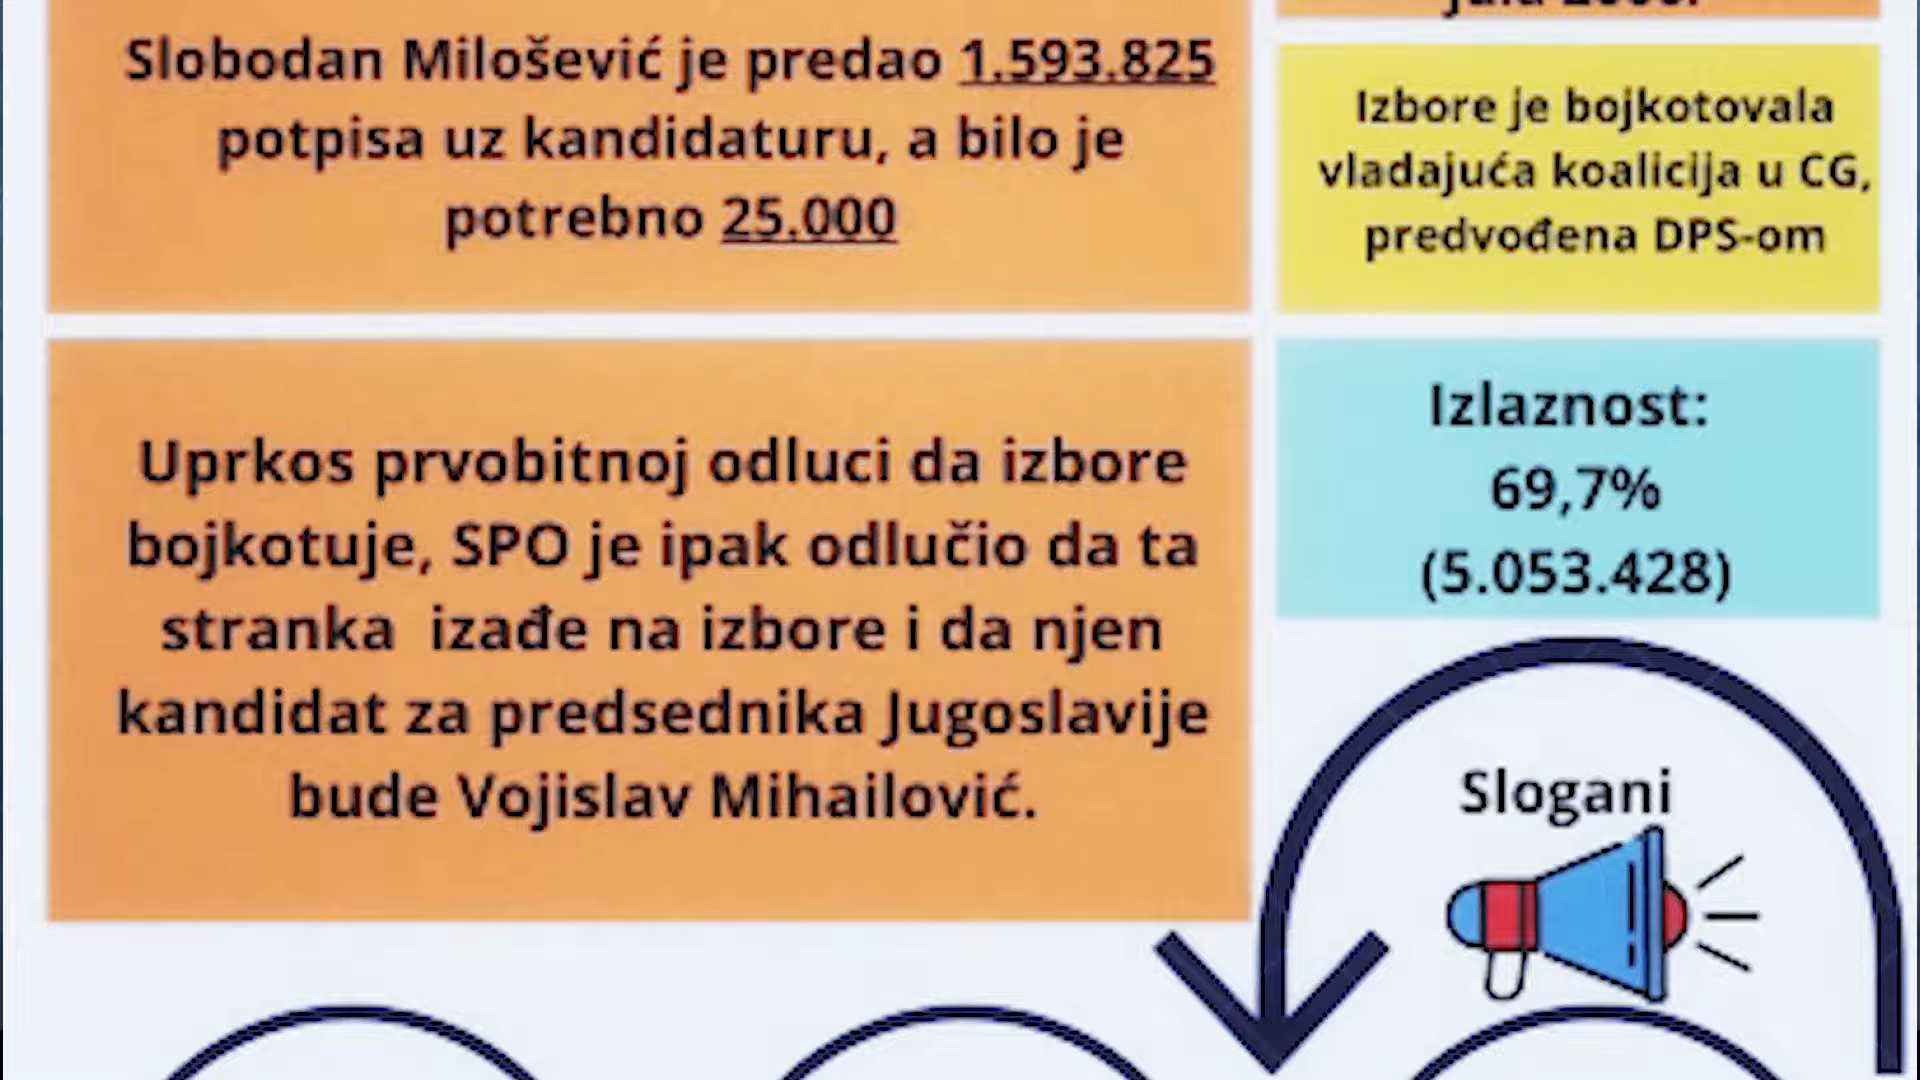 Slobodan Milošević je predao 1.593.825
potpisa uz kandidaturu, a bilo je
potrebno 25.000
Izbore je bojkotovala
vladajuća koalicija u CG,
predvođena DPS-om
Uprkos prvobitnoj odluci da izbore
bojkotuje, SPO je ipak odlučio da ta
stranka izađe na izbore i da njen
kandidat za predsednika Jugoslavije
bude Vojislav Mihailović.
Izlaznost:
69,7%
(5.053.428)
Slogani